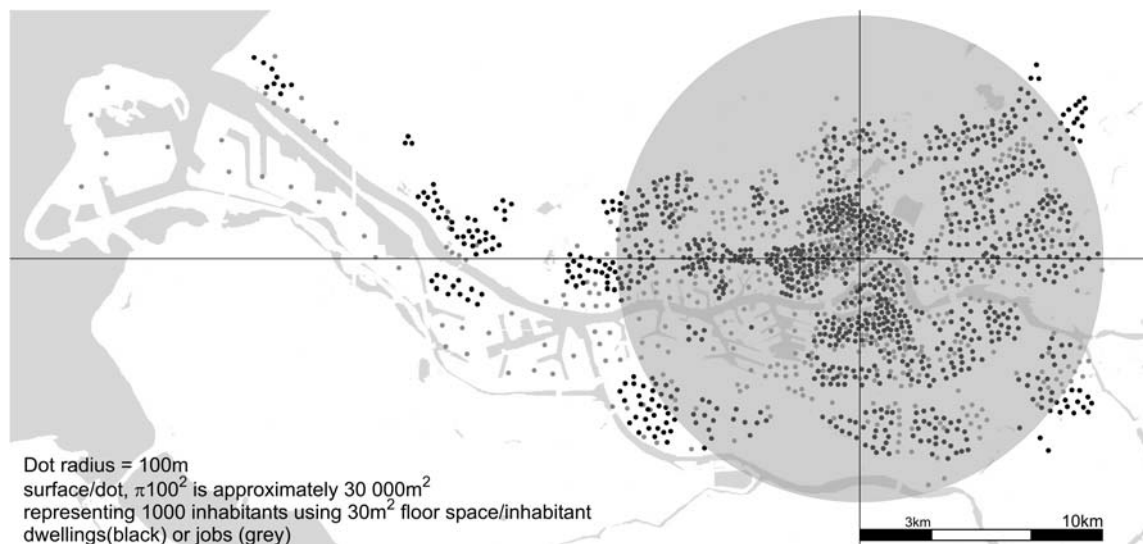 Dot radius = 100m
surface/dot, π100² is approximately 30 000m²
representing 1000 inhabitants using 30m² floor space/inhabitant
dwellings(black) or jobs (grey)
3km 10km